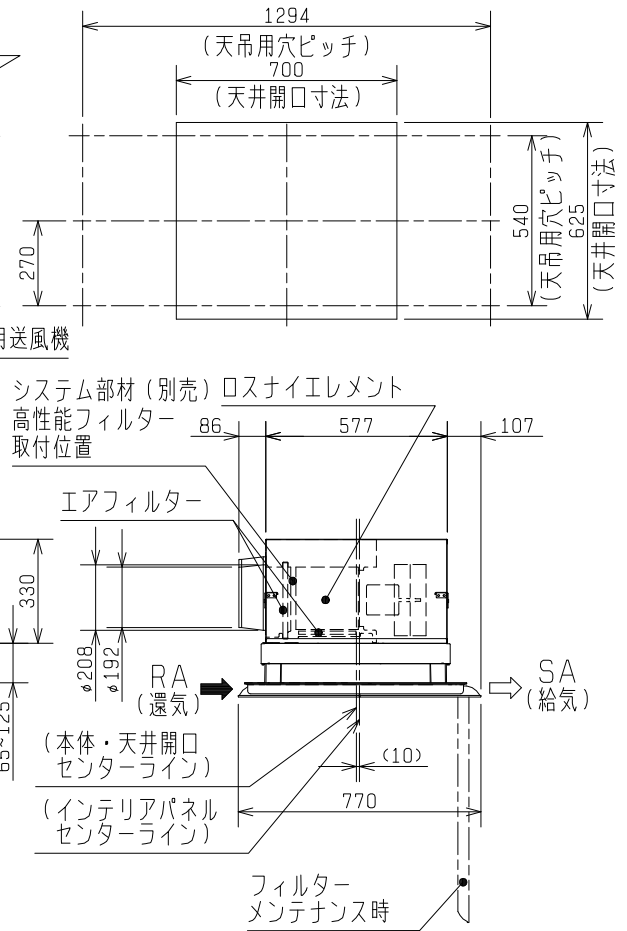 1294
(天吊用穴ピッチ)
700
(天井開口寸法)
270
540
(天吊用穴ピッチ)
625
(天井開口寸法)
用送風機
システム部材(別売)
高性能フィルター
取付位置
ロスナイエレメント
86
577
107
エアフィルター
330
φ208
φ192
65~125
RA
(還気)
SA
(給気)
(本体・天井開口
センターライン)
(10)
(インテリアパネル
センターライン)
770
フィルター
メンテナンス時